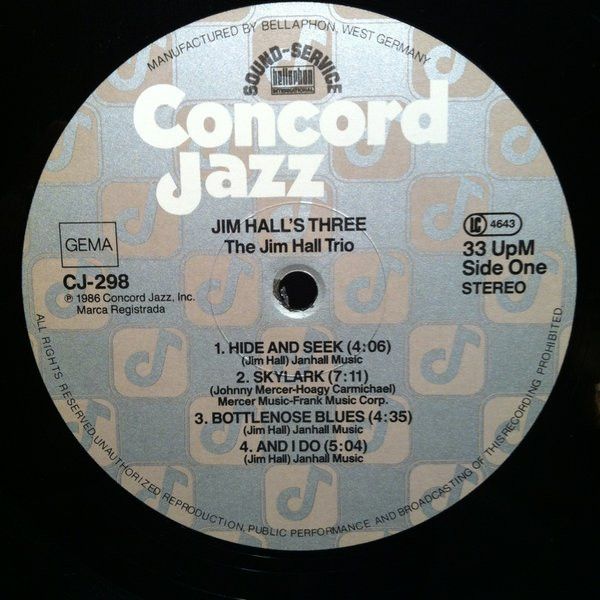 MANUFACTURED BY BELLAPHON, WEST GERMANY
SOUND-SERVICE
bellaphon
INTERNATIONAL
Concord
Jazz
JIM HALL'S THREE
The Jim Hall Trio
GEMA
LC 4643
CJ-298
℗ 1986 Concord Jazz, Inc.
Marca Registrada
33 UpM
Side One
STEREO
1. HIDE AND SEEK (4:06)
(Jim Hall) Janhall Music
2. SKYLARK (7:11)
(Johnny Mercer-Hoagy Carmichael)
Mercer Music-Frank Music Corp.
3. BOTTLENOSE BLUES (4:35)
(Jim Hall) Janhall Music
4. AND I DO (5:04)
(Jim Hall) Janhall Music
ALL RIGHTS RESERVED. UNAUTHORIZED REPRODUCTION, PUBLIC PERFORMANCE AND BROADCASTING OF THIS RECORDING PROHIBITED